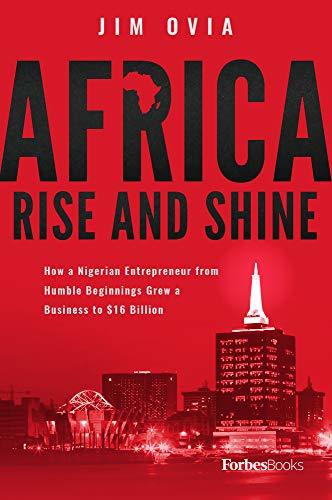 JIM OVIA
AFRICA
RISE AND SHINE
How a Nigerian Entrepreneur from
Humble Beginnings Grew a
Business to $16 Billion
ForbesBooks